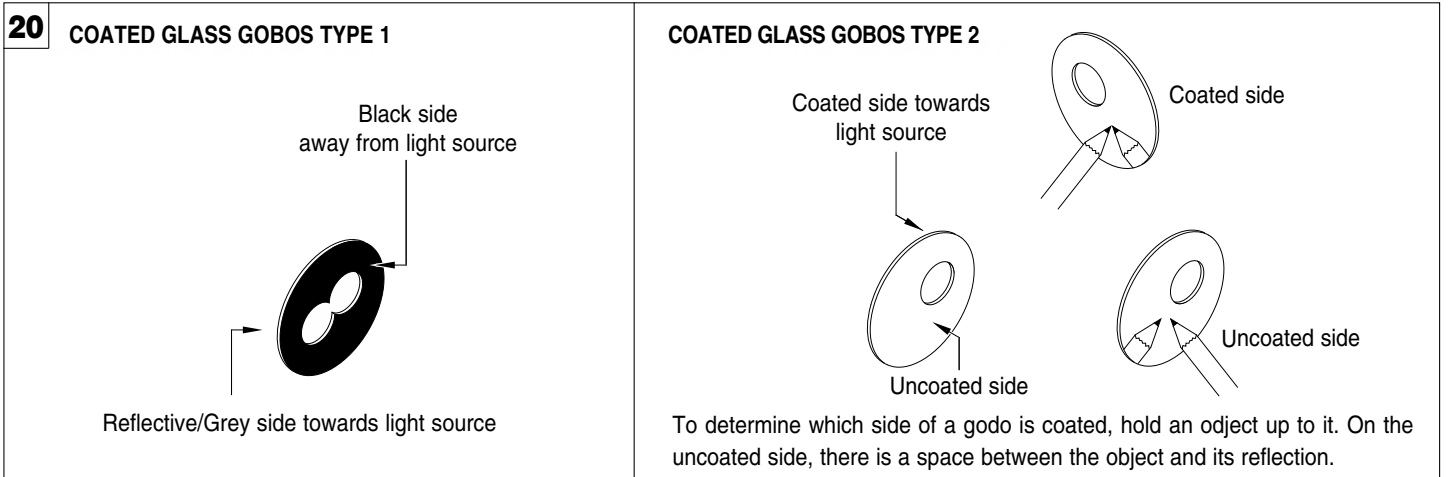 20
COATED GLASS GOBOS TYPE 1
Black side
away from light source
Reflective/Grey side towards light source
COATED GLASS GOBOS TYPE 2
Coated side towards
light source
Coated side
Uncoated side
Uncoated side
To determine which side of a godo is coated, hold an odject up to it. On the
uncoated side, there is a space between the object and its reflection.